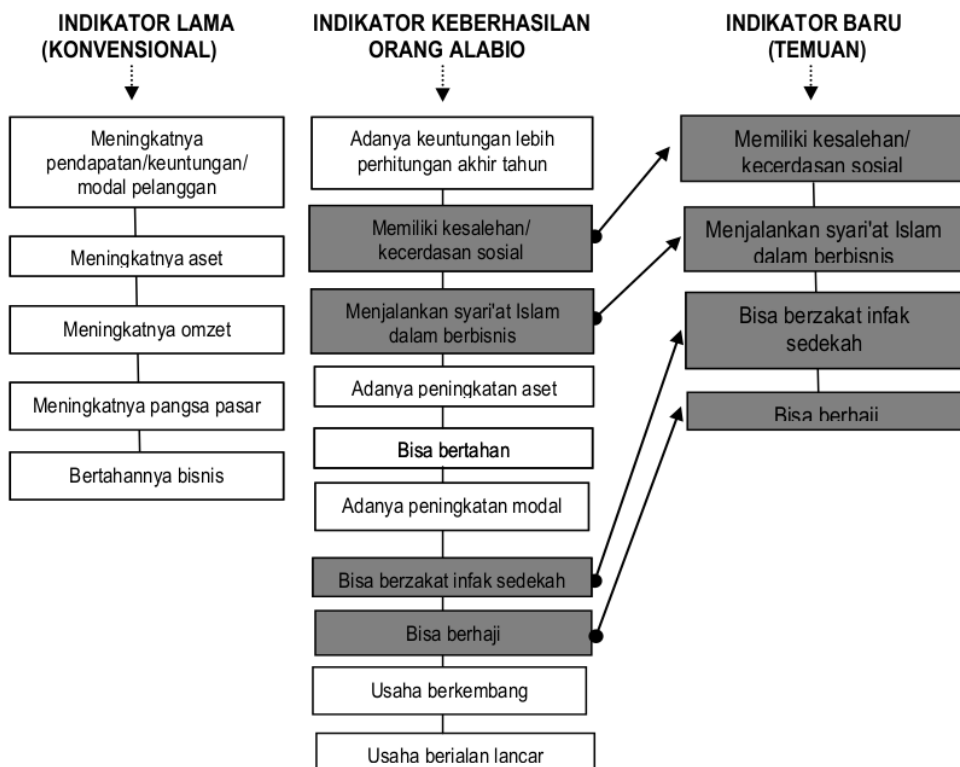 INDIKATOR LAMA
(KONVENSIONAL)
Meningkatnya
pendapatan/keuntungan/
modal pelanggan
Meningkatnya aset
Meningkatnya omzet
Meningkatnya pangsa pasar
Bertahannya bisnis
INDIKATOR KEBERHASILAN
ORANG ALABIO
Adanya keuntungan lebih
perhitungan akhir tahun
Memiliki kesalehan/
kecerdasan sosial
Menjalankan syari'at Islam
dalam berbisnis
Adanya peningkatan aset
Bisa bertahan
Adanya peningkatan modal
Bisa berzakat infak sedekah
Bisa berhaji
Usaha berkembang
Usaha berjalan lancar
INDIKATOR BARU
(TEMUAN)
Memiliki kesalehan/
kecerdasan sosial
Menjalankan syari'at Islam
dalam berbisnis
Bisa berzakat infak
sedekah
Bisa berhaji